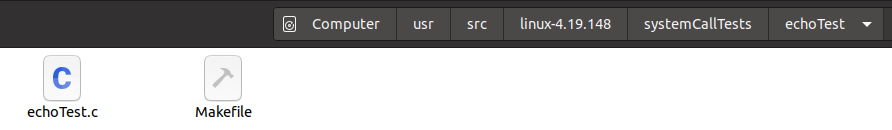 Computer usr src linux-4.19.148 systemCallTests echoTest
C
echoTest.c Makefile